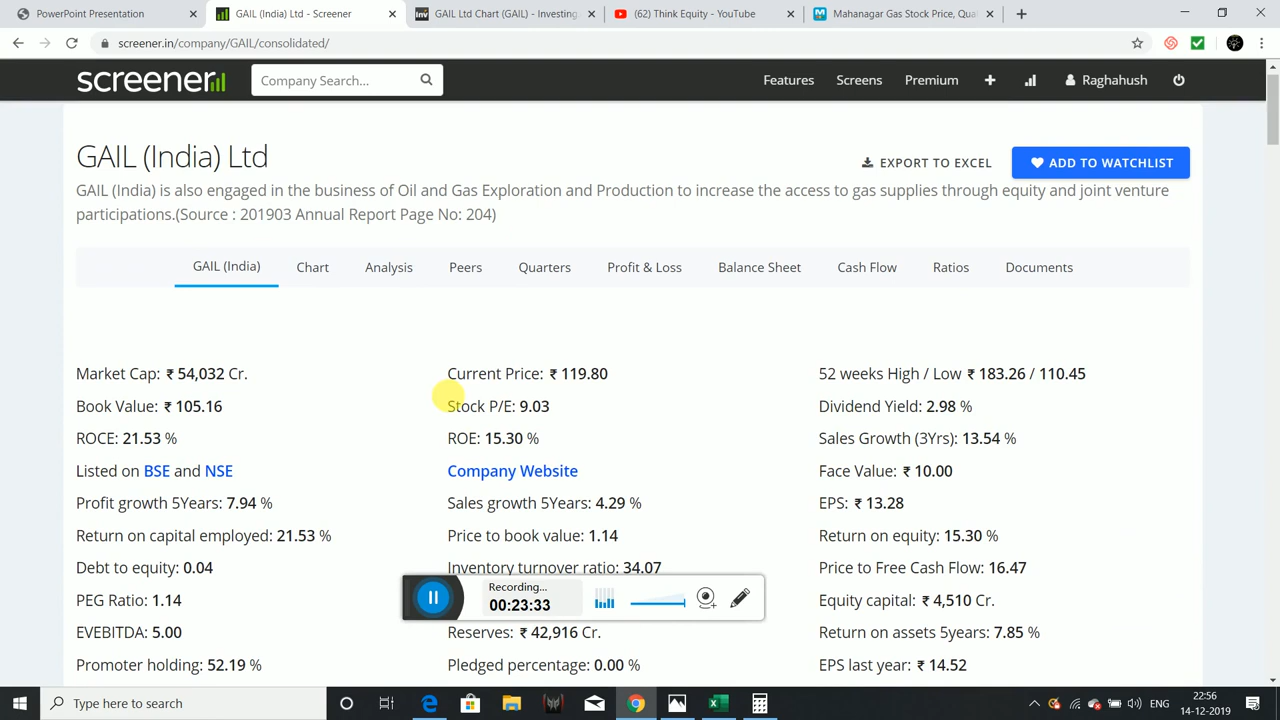 PowerPoint Presentation
GAIL (India) Ltd - Screener
GAIL Ltd Chart (GAIL) - Investing.
(62) Think Equity - YouTube
Mahanagar Gas Stock Price, Qua
screener.in/company/GAIL/consolidated/
screener
Company Search...
Features
Screens
Premium
Raghahush
GAIL (India) Ltd
EXPORT TO EXCEL
ADD TO WATCHLIST
GAIL (India) is also engaged in the business of Oil and Gas Exploration and Production to increase the access to gas supplies through equity and joint venture
participations.(Source : 201903 Annual Report Page No: 204)
GAIL (India) Chart Analysis Peers Quarters Profit & Loss Balance Sheet Cash Flow Ratios Documents
Market Cap: ₹ 54,032 Cr. Current Price: ₹ 119.80 52 weeks High / Low ₹ 183.26 / 110.45
Book Value: ₹ 105.16 Stock P/E: 9.03 Dividend Yield: 2.98 %
ROCE: 21.53 % ROE: 15.30 % Sales Growth (3Yrs): 13.54 %
Listed on BSE and NSE Company Website Face Value: ₹ 10.00
Profit growth 5Years: 7.94 % Sales growth 5Years: 4.29 % EPS: ₹ 13.28
Return on capital employed: 21.53 % Price to book value: 1.14 Return on equity: 15.30 %
Debt to equity: 0.04 Inventory turnover ratio: 34.07 Price to Free Cash Flow: 16.47
Recording...
00:23:33
PEG Ratio: 1.14 Equity capital: ₹ 4,510 Cr.
EVEBITDA: 5.00 Reserves: ₹ 42,916 Cr. Return on assets 5years: 7.85 %
Promoter holding: 52.19 % Pledged percentage: 0.00 % EPS last year: ₹ 14.52
Type here to search
ENG
22:56
14-12-2019